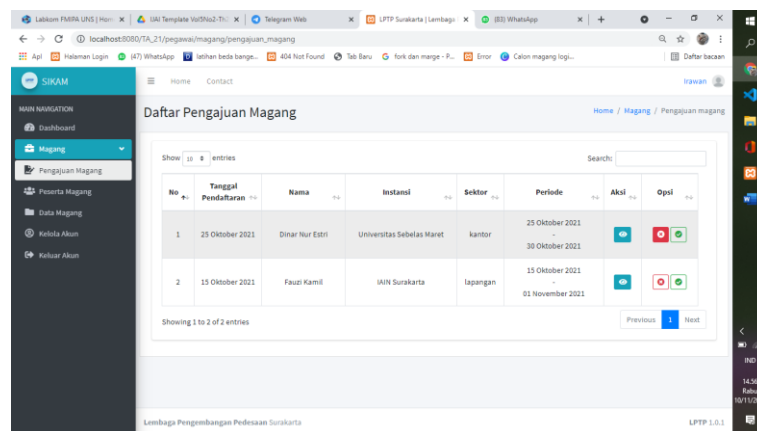 Labkom FMIPA UNS | Hom
UAI Template Vol5No2-Th
Telegram Web
LPTP Surakarta | Lembaga
(83) WhatsApp
localhost:8080/TA_21/pegawai/magang/pengajuan_magang
Apl
Halaman Login
(47) WhatsApp
latihan beda bange...
404 Not Found
Tab Baru
fork dan marge - P...
Error
Calon magang logi...
Daftar bacaan
SIKAM
Home
Contact
irawan
MAIN NAVIGATION
Dashboard
Magang
Pengajuan Magang
Peserta Magang
Data Magang
Kelola Akun
Keluar Akun
Daftar Pengajuan Magang
Home / Magang / Pengajuan magang
Show 10 entries
Search:
No Tanggal Pendaftaran Nama Instansi Sektor Periode Aksi Opsi
1 25 Oktober 2021 Dinar Nur Estri Universitas Sebelas Maret kantor 25 Oktober 2021
-
30 Oktober 2021
2 15 Oktober 2021 Fauzi Kamil IAIN Surakarta lapangan 15 Oktober 2021
-
01 November 2021
Showing 1 to 2 of 2 entries
Previous 1 Next
Lembaga Pengembangan Pedesaan Surakarta
LPTP 1.0.1
IND
14.56
Rabu
10/11/2